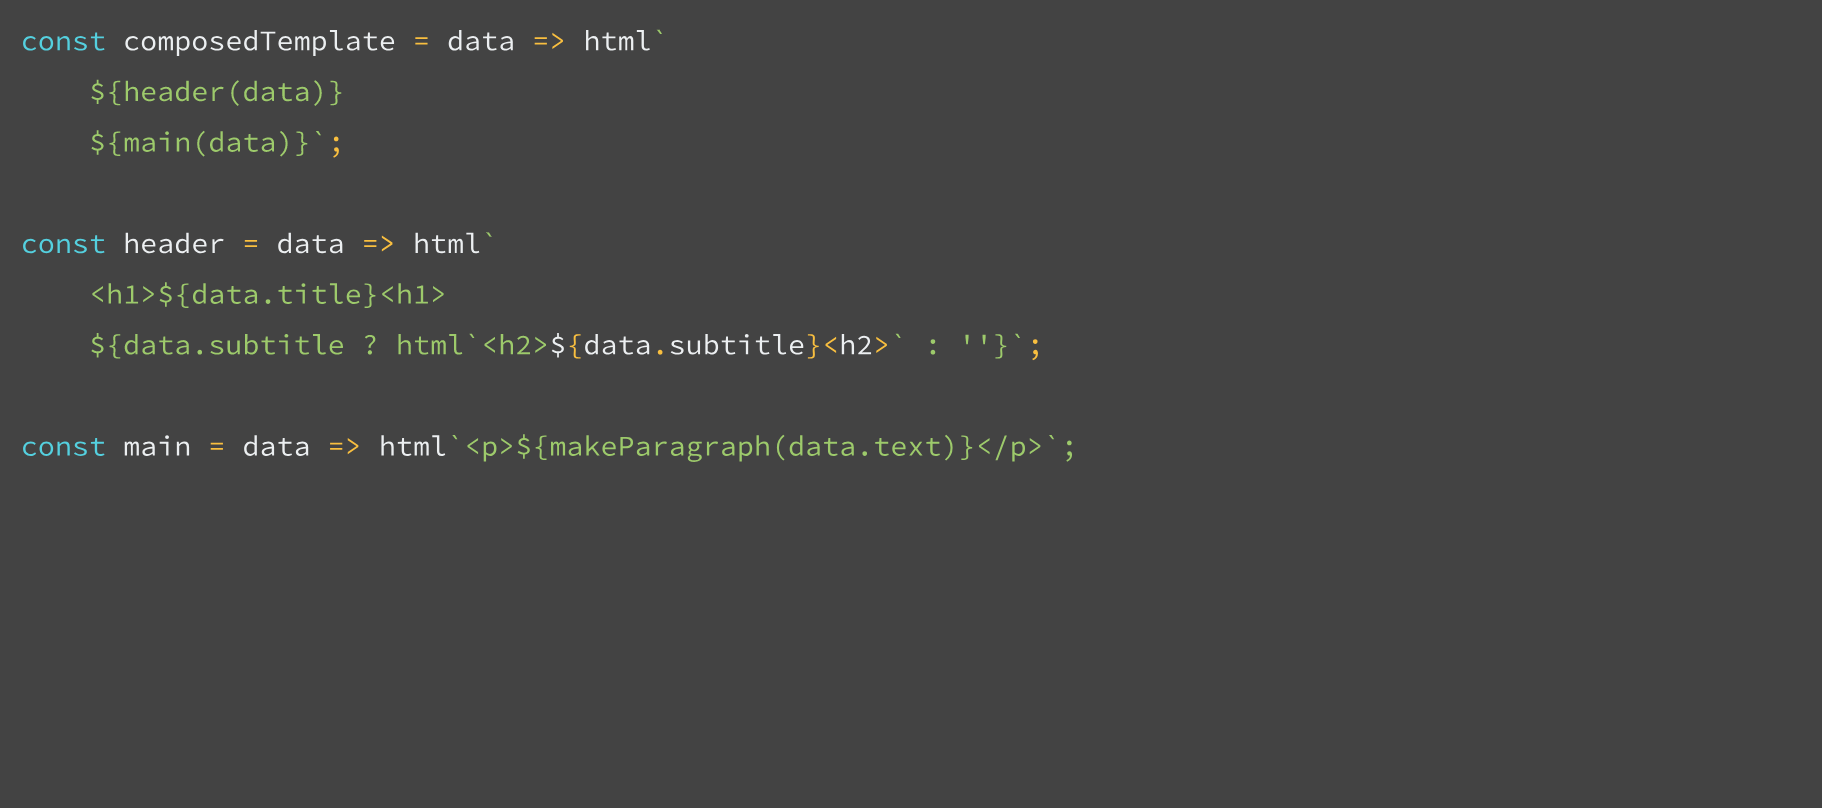 const composedTemplate = data => html`
    ${header(data)}
    ${main(data)}`;

const header = data => html`
    <h1>${data.title}<h1>
    ${data.subtitle ? html`<h2>${data.subtitle}<h2>` : ''}`;

const main = data => html`<p>${makeParagraph(data.text)}</p>`;